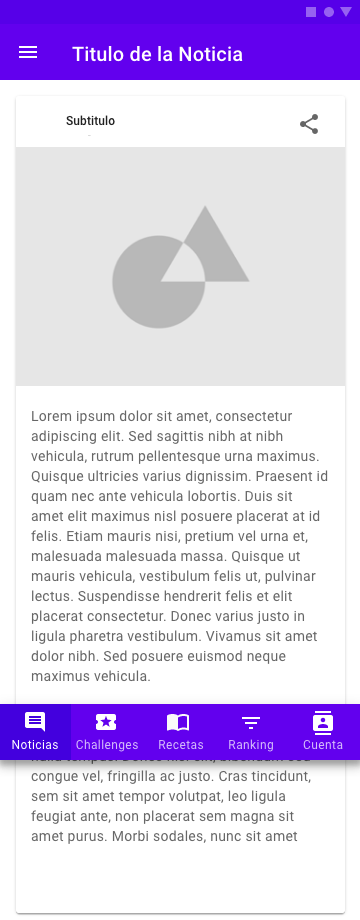 Titulo de la Noticia
Subtitulo
Lorem ipsum dolor sit amet, consectetur
adipiscing elit. Sed sagittis nibh at nibh
vehicula, rutrum pellentesque urna maximus.
Quisque ultricies varius dignissim. Praesent id
quam nec ante vehicula lobortis. Duis sit
amet elit maximus nisl posuere placerat at id
felis. Etiam mauris nisi, pretium vel urna et,
malesuada malesuada massa. Quisque ut
mauris vehicula, vestibulum felis ut, pulvinar
lectus. Suspendisse hendrerit felis et elit
placerat consectetur. Donec varius justo in
ligula pharetra vestibulum. Vivamus sit amet
dolor nibh. Sed posuere euismod neque
maximus vehicula.
Noticias Challenges Recetas Ranking Cuenta
congue vel, fringilla ac justo. Cras tincidunt,
sem sit amet tempor volutpat, leo ligula
feugiat ante, non placerat sem magna sit
amet purus. Morbi sodales, nunc sit amet